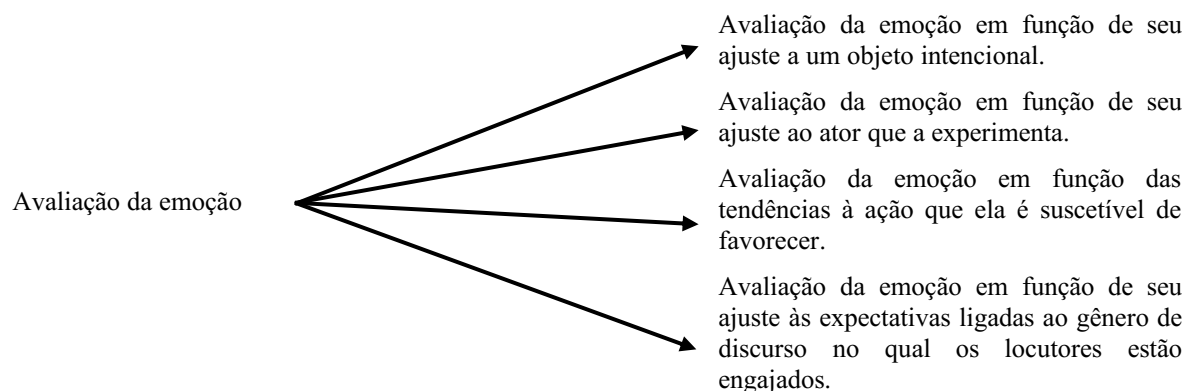 Avaliação da emoção em função de seu
ajuste a um objeto intencional.
Avaliação da emoção em função de seu
ajuste ao ator que a experimenta.
Avaliação da emoção
Avaliação da emoção em função das
tendências à ação que ela é suscetível de
favorecer.
Avaliação da emoção em função de seu
ajuste às expectativas ligadas ao gênero de
discurso no qual os locutores estão
engajados.